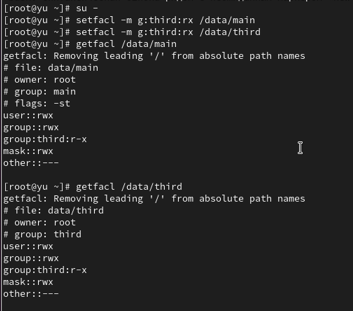 [root@yu ~]# su -
[root@yu ~]# setfacl -m g:third:rx /data/main
[root@yu ~]# setfacl -m g:third:rx /data/third
[root@yu ~]# getfacl /data/main
getfacl: Removing leading '/' from absolute path names
# file: data/main
# owner: root
# group: main
# flags: -st
user::rwx
group::rwx
group:third:r-x
mask::rwx
other::---
[root@yu ~]# getfacl /data/third
getfacl: Removing leading '/' from absolute path names
# file: data/third
# owner: root
# group: third
user::rwx
group::rwx
group:third:r-x
mask::rwx
other::---